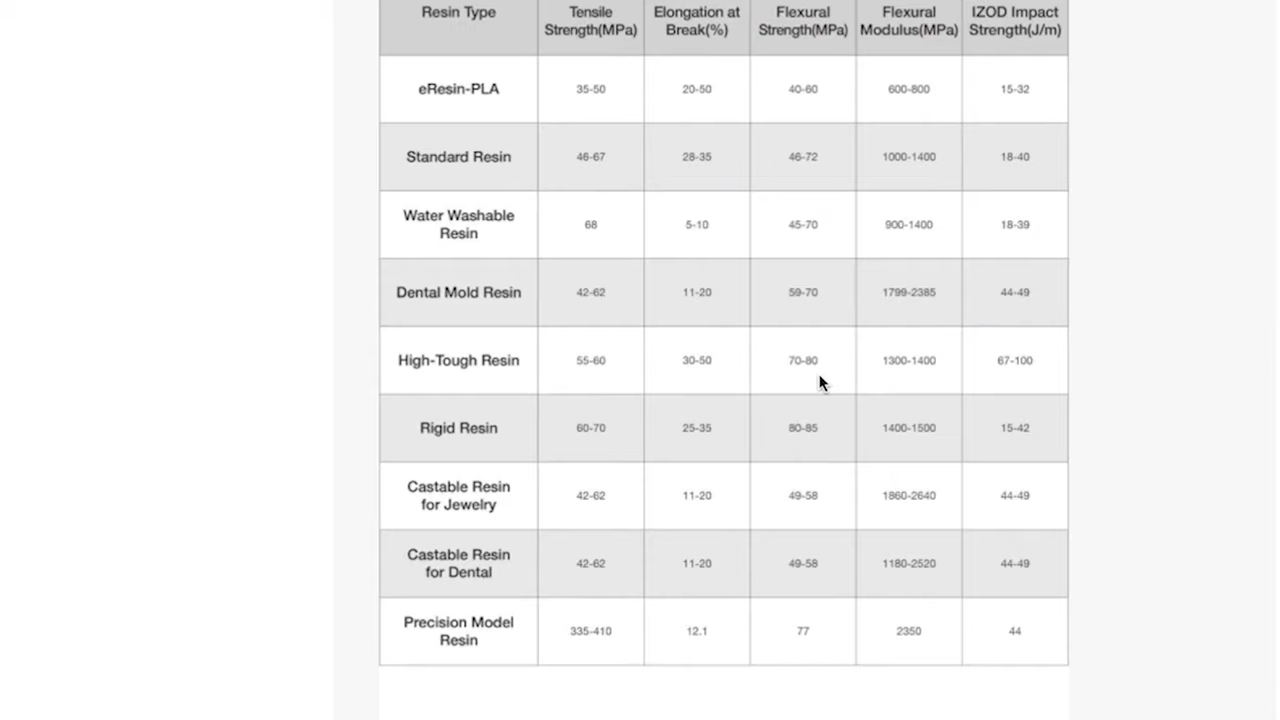 Resin Type
Tensile Strength(MPa)
Elongation at Break(%)
Flexural Strength(MPa)
Flexural Modulus(MPa)
IZOD Impact Strength(J/m)
eResin-PLA 35-50 20-50 40-60 600-800 15-32
Standard Resin 46-67 28-35 46-72 1000-1400 18-40
Water Washable Resin 68 5-10 45-70 900-1400 18-39
Dental Mold Resin 42-62 11-20 59-70 1799-2385 44-49
High-Tough Resin 55-60 30-50 70-80 1300-1400 67-100
Rigid Resin 60-70 25-35 80-85 1400-1500 15-42
Castable Resin for Jewelry 42-62 11-20 49-58 1860-2640 44-49
Castable Resin for Dental 42-62 11-20 49-58 1180-2520 44-49
Precision Model Resin 335-410 12.1 77 2350 44